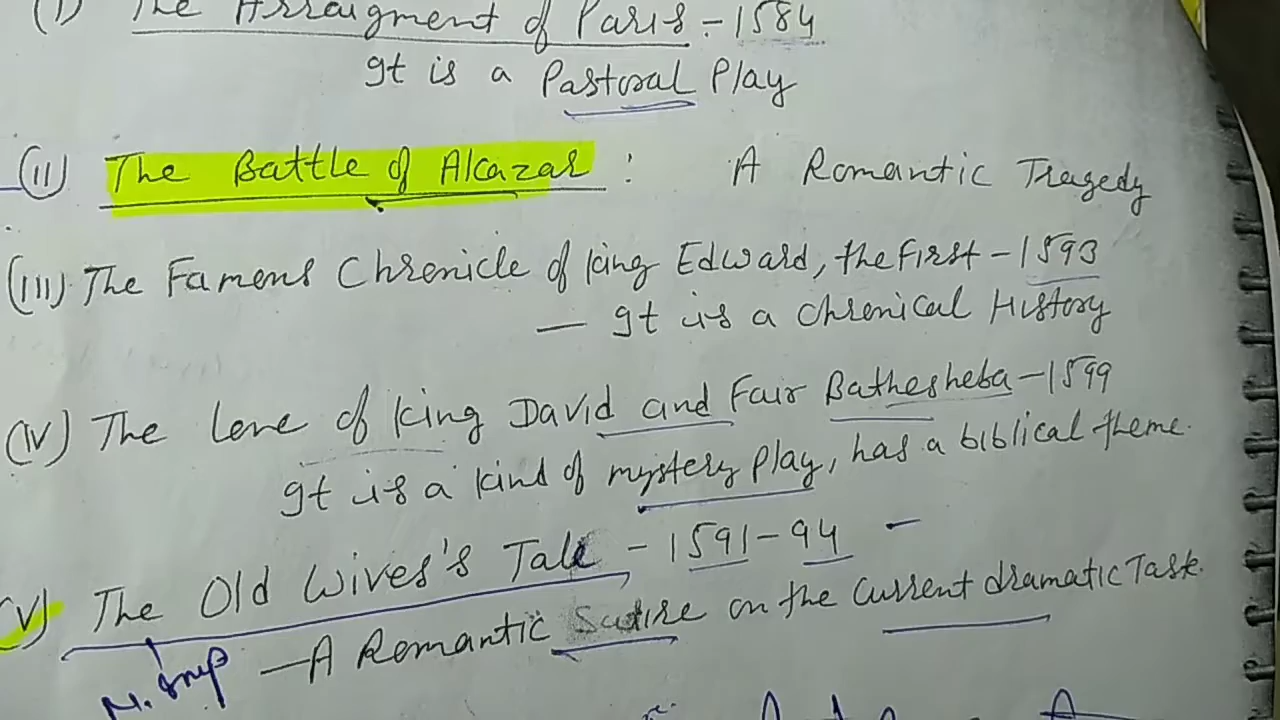 (I) The Arraigment of Paris :- 1584
It is a Pastoral Play
(II) The Battle of Alcazar : A Romantic Tragedy
(III) The Famous Chronicle of King Edward, the First - 1593
— It is a Chronical History
(IV) The Love of King David and Fair Bathesheba - 1599
It is a kind of mystery play, has a biblical theme.
(V) The Old Wives's Tale - 1591-94 -
— A Romantic Satire on the Current dramatic Task.